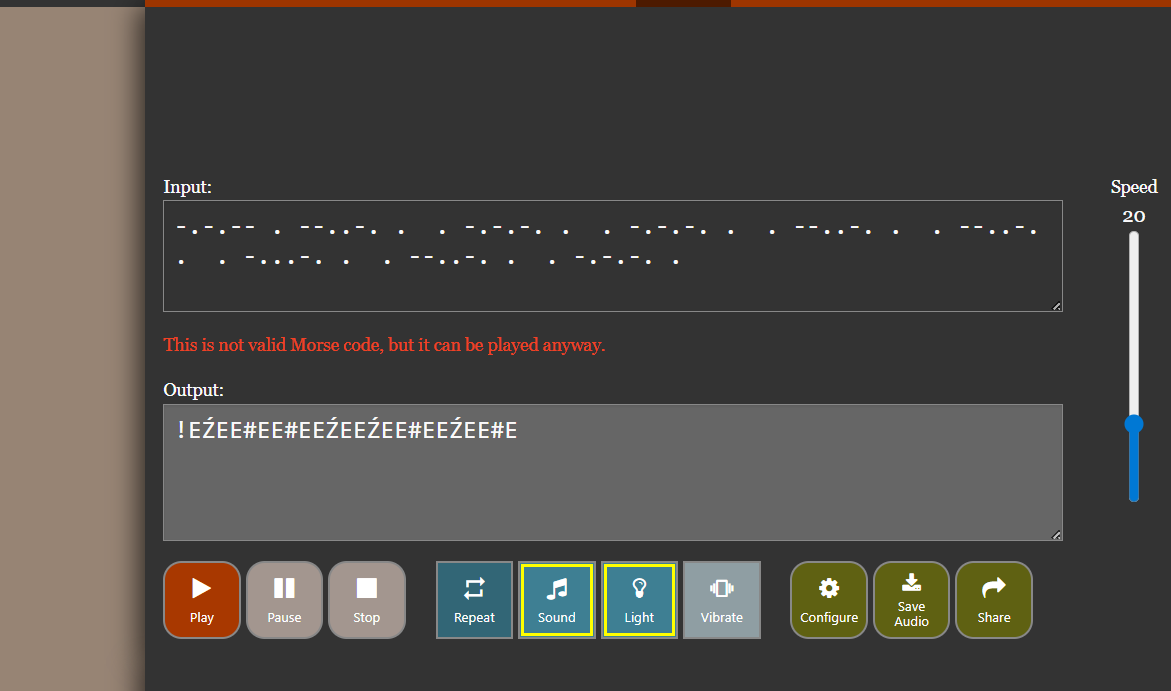 Input:
Speed
20
-.-.-- . --..-. .  . -.-.-. .  . -.-.-. .  . --..-. .  . --..-.
.  . -...-. .  . --..-. .  . -.-.-. .
This is not valid Morse code, but it can be played anyway.
Output:
!EŹEE#EE#EEŹEEŹEE#EEŹEE#E
Play Pause Stop Repeat Sound Light Vibrate Configure Save Audio Share